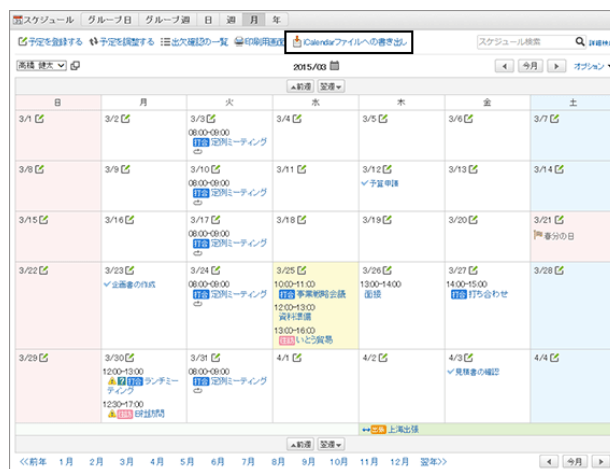 スケジュール グループ日 グループ週 日 週 月 年
予定を登録する 予定を調整する 出欠確認の一覧 印刷用画面 iCalendarファイルへの書き出し スケジュール検索 詳細検索
高橋 健太 2015/03 今月 オプション
前週 翌週
日 月 火 水 木 金 土
3/1 3/2 3/3 3/4 3/5 3/6 3/7
08:00-09:00
打合 定例ミーティング
3/8 3/9 3/10 3/11 3/12 3/13 3/14
08:00-09:00 予算申請
打合 定例ミーティング
3/15 3/16 3/17 3/18 3/19 3/20 3/21
08:00-09:00 春分の日
打合 定例ミーティング
3/22 3/23 3/24 3/25 3/26 3/27 3/28
企画書の作成 08:00-09:00 10:00-11:00 13:00-14:00 14:00-15:00
打合 定例ミーティング 打合 事業戦略会議 面接 打合 打ち合わせ
12:00-13:00
資料準備
13:00-16:00
往訪 いとう貿易
3/29 3/30 3/31 4/1 4/2 4/3 4/4
12:00-13:00 08:00-09:00 見積書の確認
? 打合 ランチミーティング 打合 定例ミーティング
12:30-17:00
往訪
出張 上海出張
前週 翌週
<<前年 1月 2月 3月 4月 5月 6月 7月 8月 9月 10月 11月 12月 翌年>> 今月